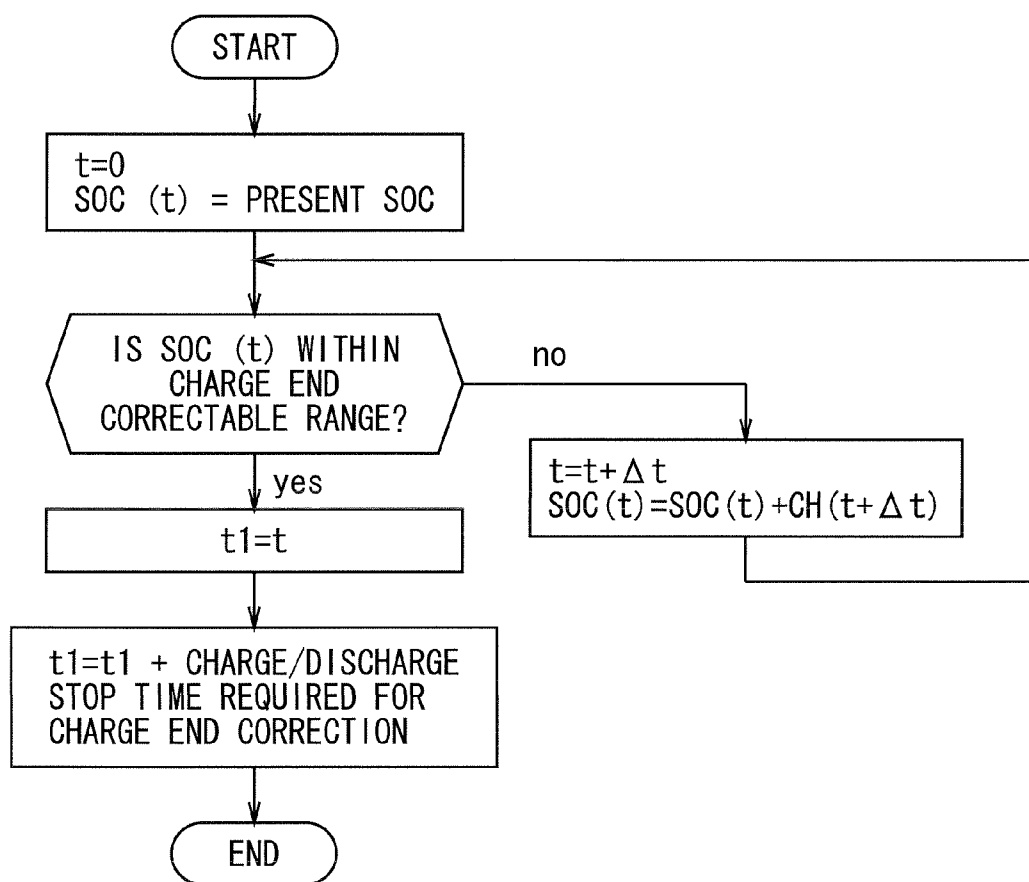 START
t=0
SOC (t) = PRESENT SOC
IS SOC (t) WITHIN
CHARGE END
CORRECTABLE RANGE?
no
yes
t=t+Δt
SOC(t)=SOC(t)+CH(t+Δt)
t1=t
t1=t1 + CHARGE/DISCHARGE
STOP TIME REQUIRED FOR
CHARGE END CORRECTION
END